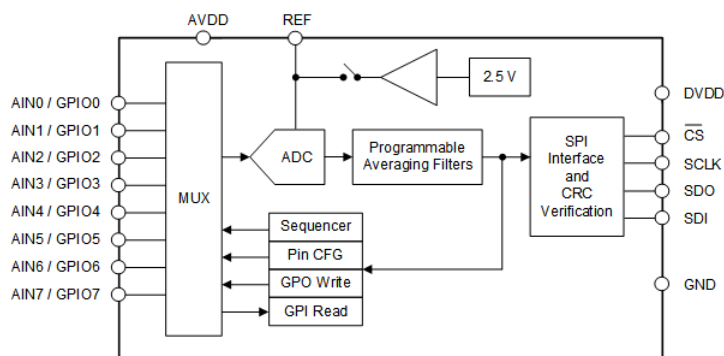 AVDD
REF
2.5 V
AIN0 / GPIO0
AIN1 / GPIO1
AIN2 / GPIO2
AIN3 / GPIO3
AIN4 / GPIO4
AIN5 / GPIO5
AIN6 / GPIO6
AIN7 / GPIO7
MUX
ADC
Programmable
Averaging Filters
Sequencer
Pin CFG
GPO Write
GPI Read
SPI
Interface
and
CRC
Verification
DVDD
C̅S̅
SCLK
SDO
SDI
GND